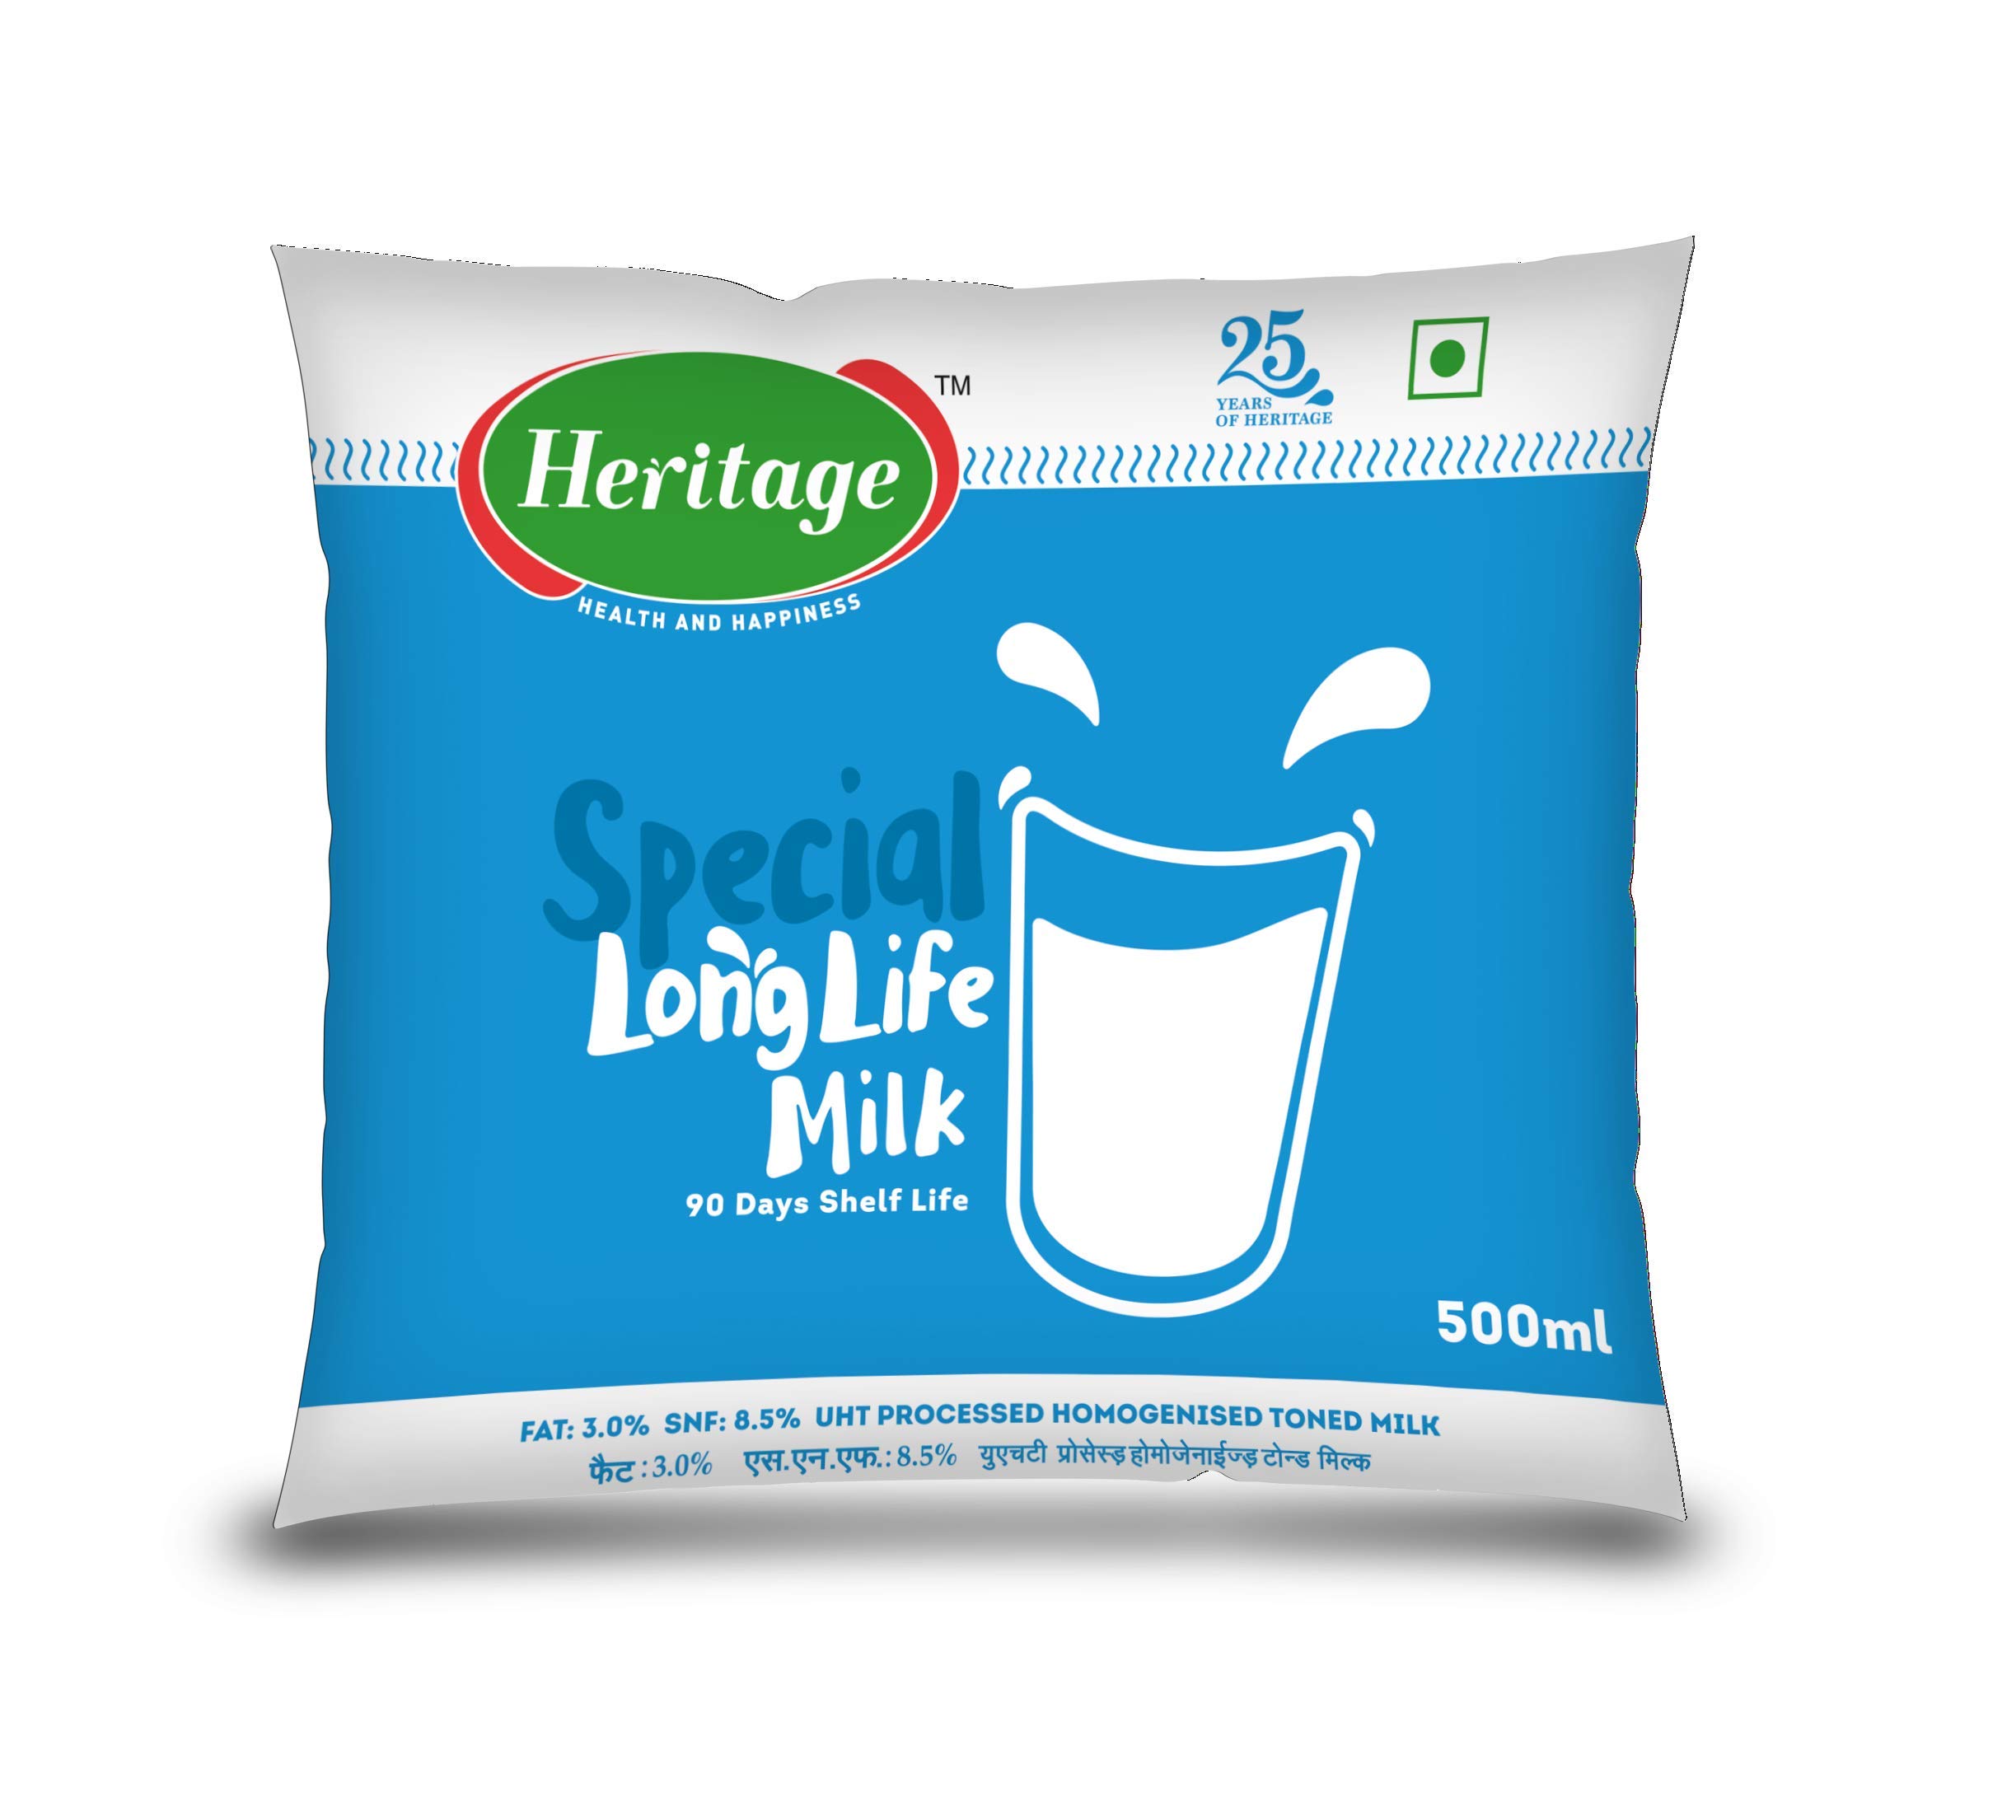 25
YEARS
OF HERITAGE
Heritage
TM
HEALTH AND HAPPINESS
Special
Long Life
Milk
90 Days Shelf Life
500ml
FAT: 3.0% SNF: 8.5% UHT PROCESSED HOMOGENISED TONED MILK
फैट : 3.0% एस.एन.एफ.: 8.5% युएचटी प्रोसेस्ड़ होमोजेनाईज्ड़ टोन्ड मिल्क